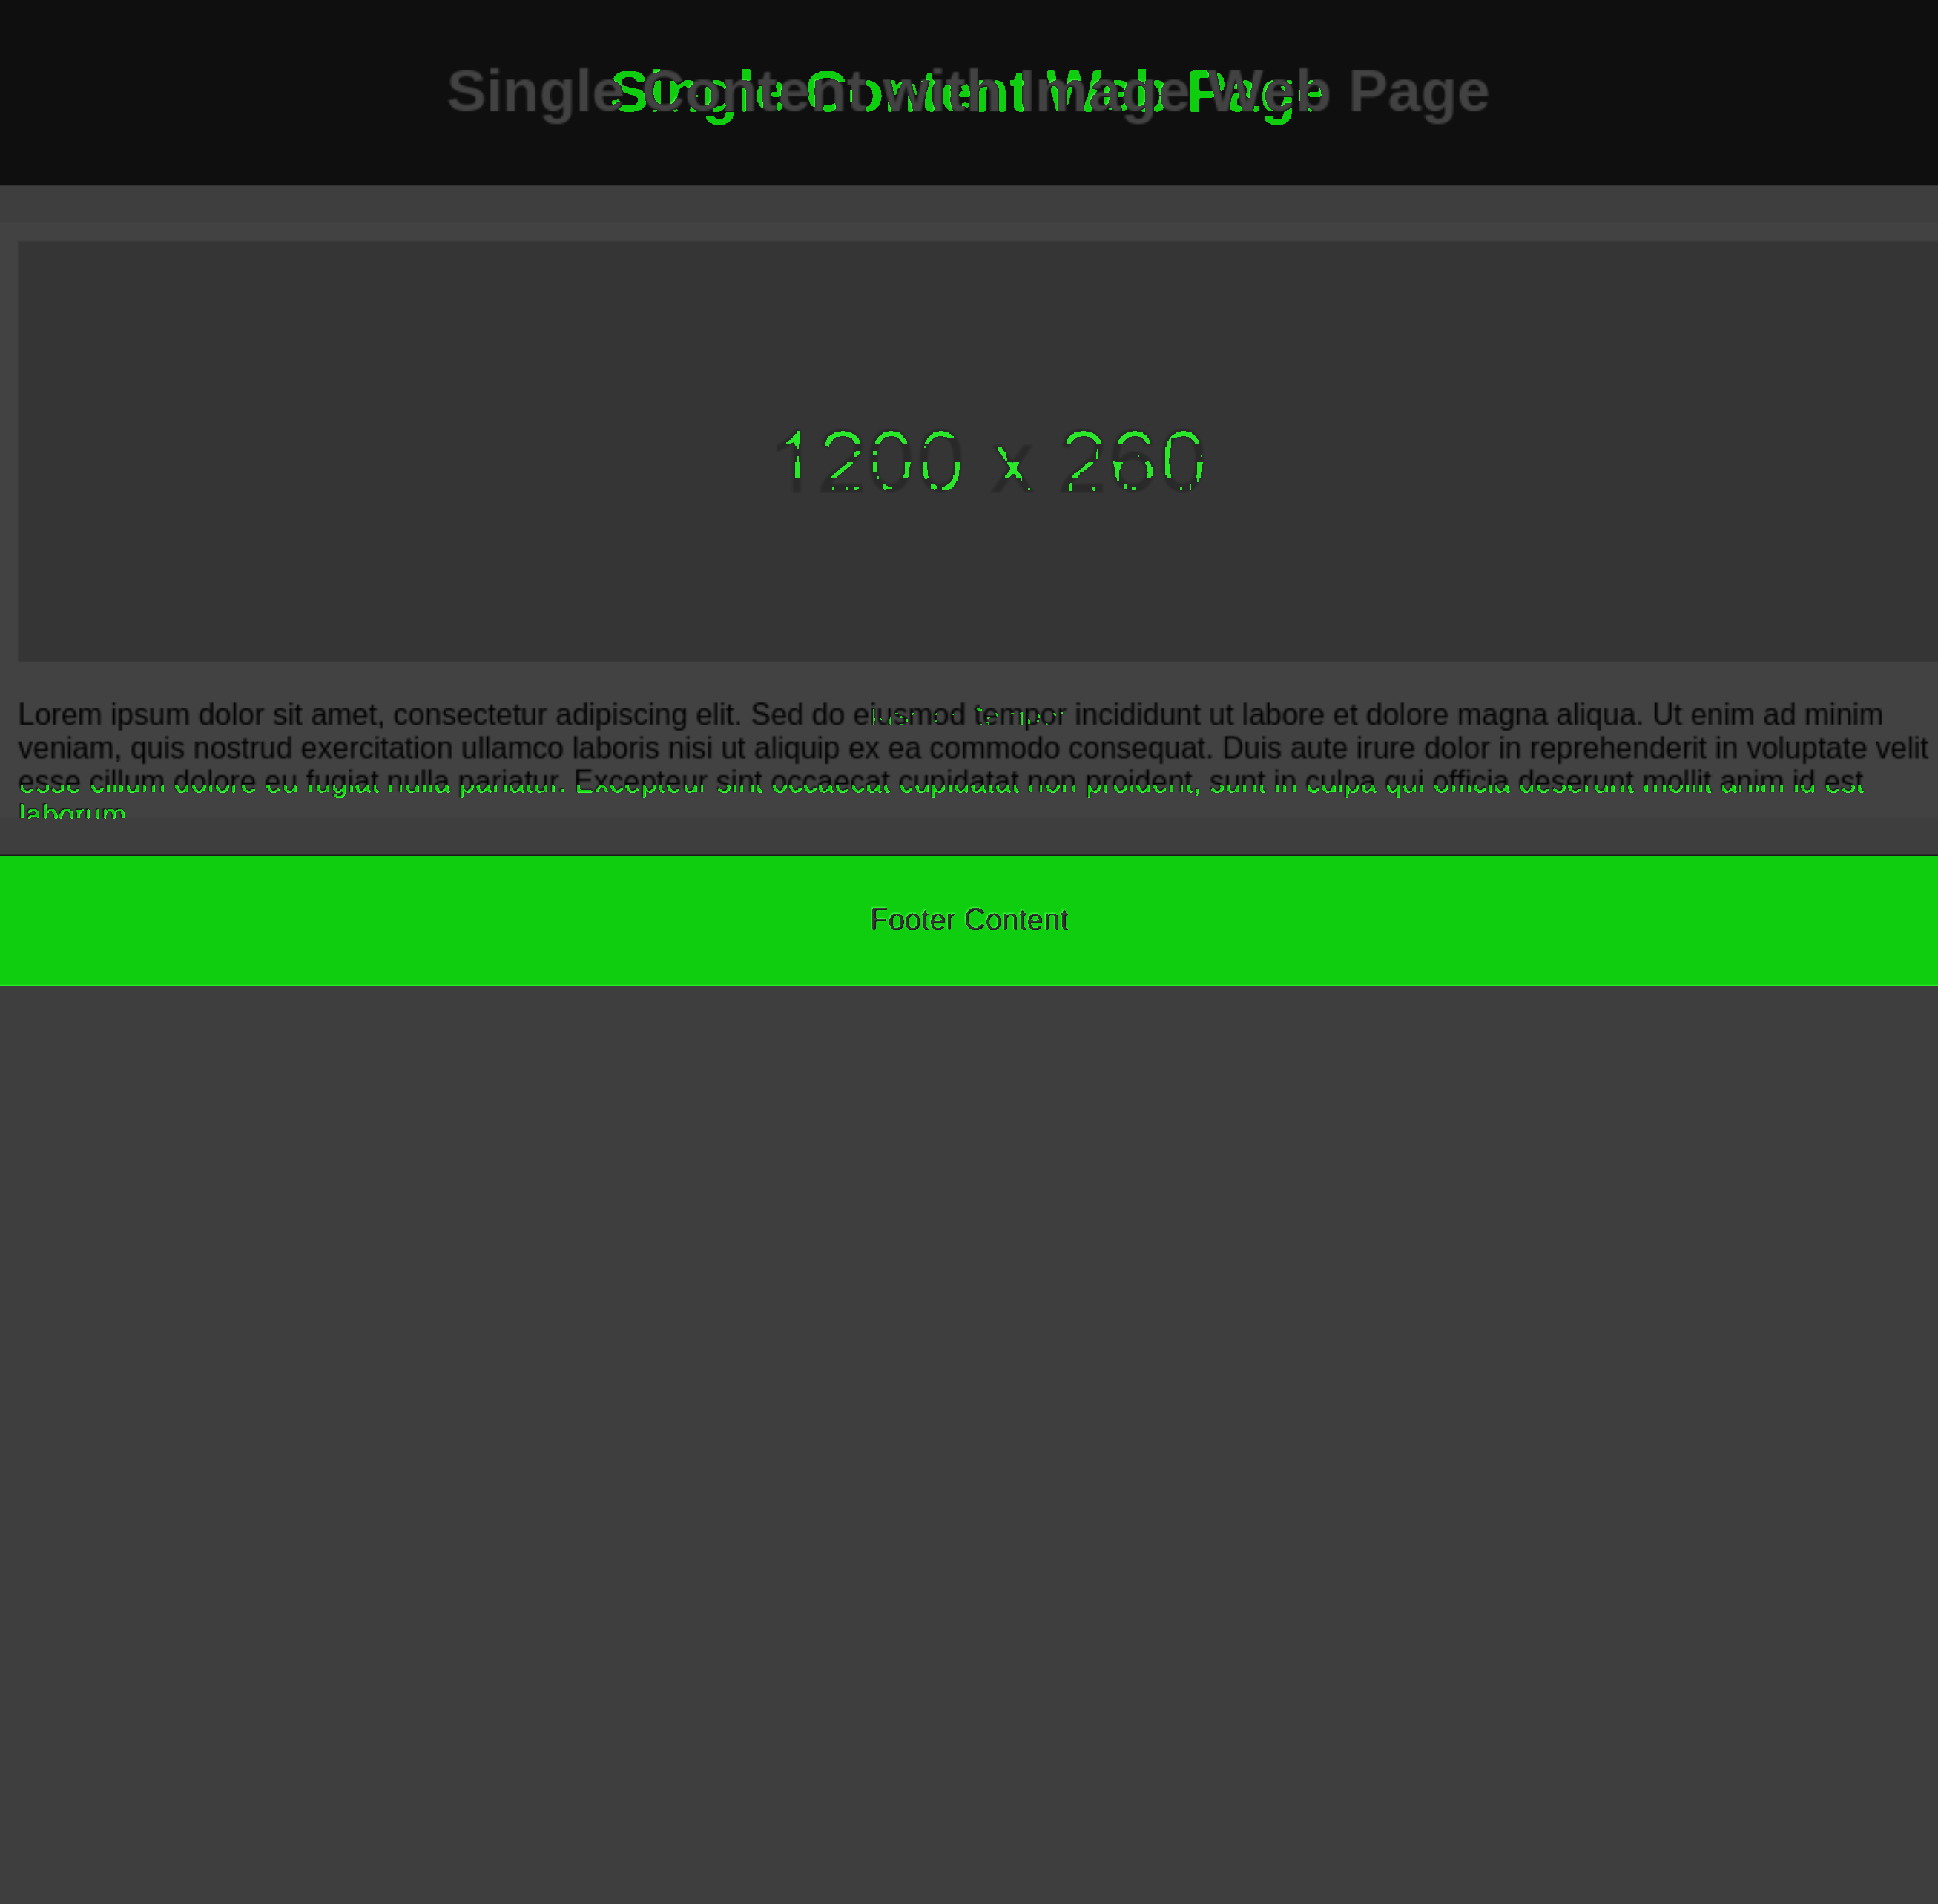 Single Content with Image Web Page
Single Content Web Page
1200 x 260
Lorem ipsum dolor sit amet, consectetur adipiscing elit. Sed do eiusmod tempor incididunt ut labore et dolore magna aliqua. Ut enim ad minim
veniam, quis nostrud exercitation ullamco laboris nisi ut aliquip ex ea commodo consequat. Duis aute irure dolor in reprehenderit in voluptate velit
esse cillum dolore eu fugiat nulla pariatur. Excepteur sint occaecat cupidatat non proident, sunt in culpa qui officia deserunt mollit anim id est
laborum
Footer Content